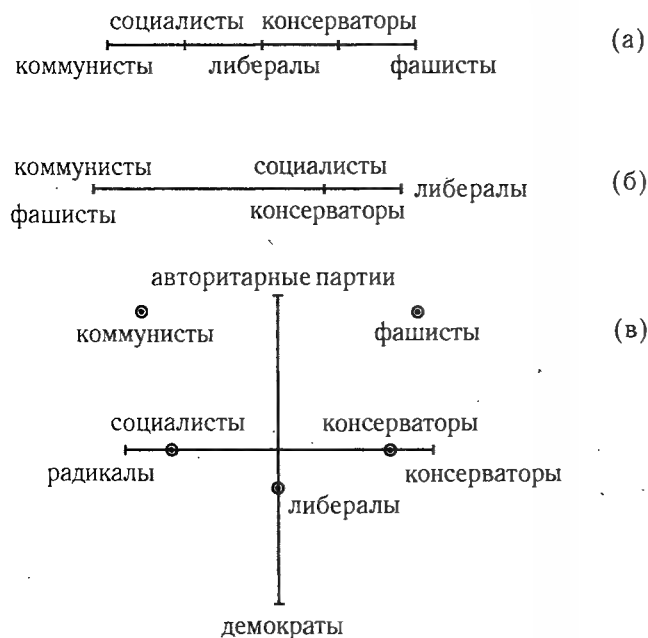 социалисты консерваторы
(а)
коммунисты либералы фашисты
коммунисты социалисты
либералы (б)
фашисты консерваторы
авторитарные партии
коммунисты фашисты (в)
социалисты консерваторы
радикалы консерваторы
либералы
демократы